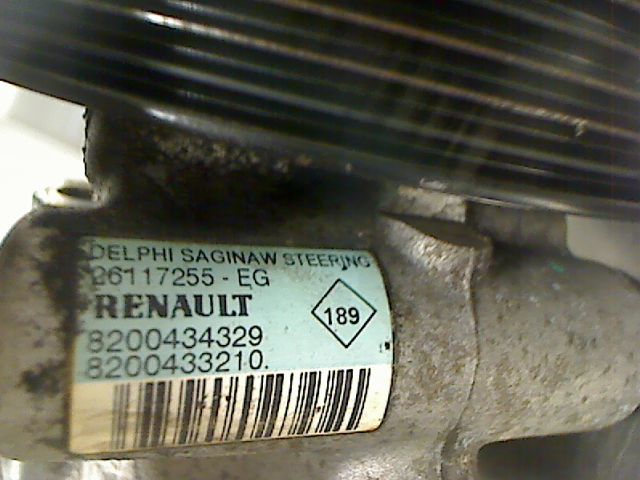 DELPHI SAGINAW STEERING
26117255 - EG
RENAULT
189
8200434329
8200433210.